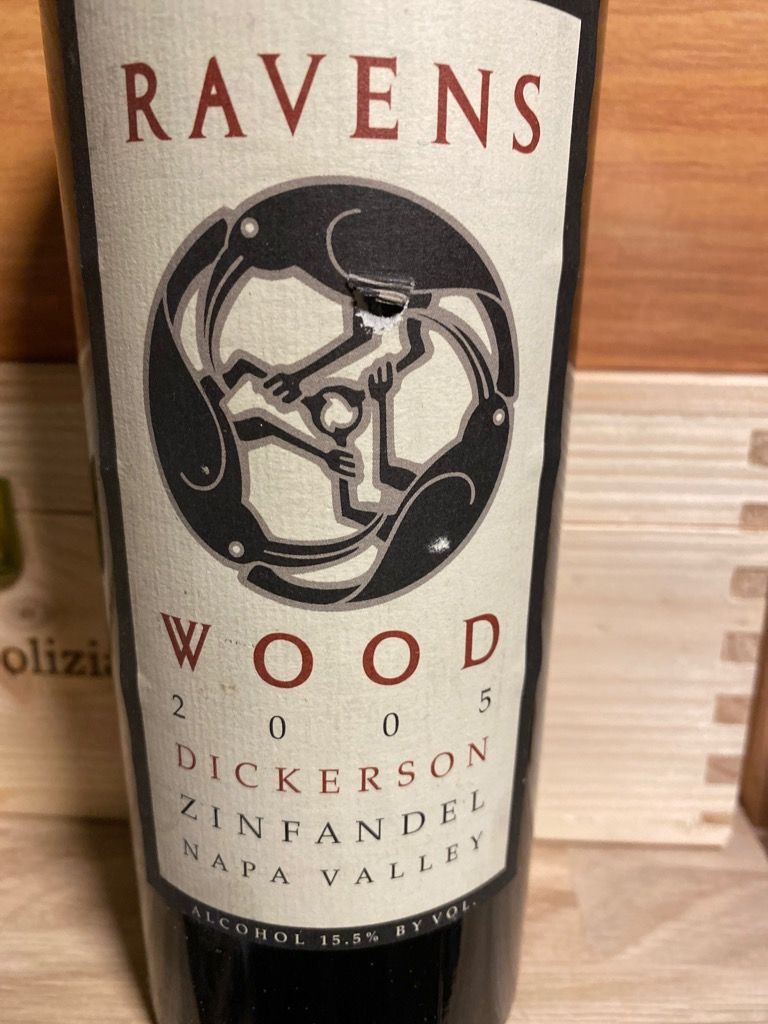 RAVENS
WOOD
2005
DICKERSON
ZINFANDEL
NAPA VALLEY
ALCOHOL 15.5% BY VOL.
olizia